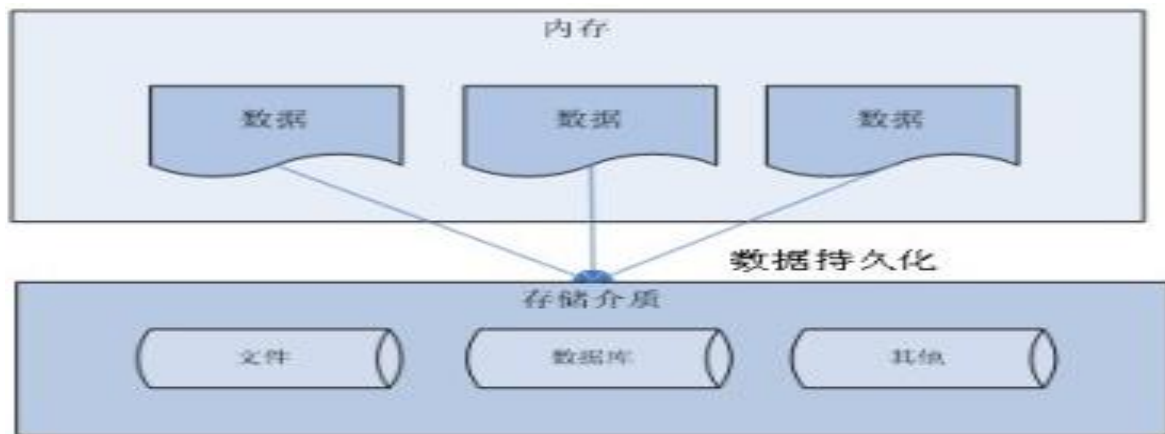 内存
数据 数据 数据
数据持久化
存储介质
文件 数据库 其他